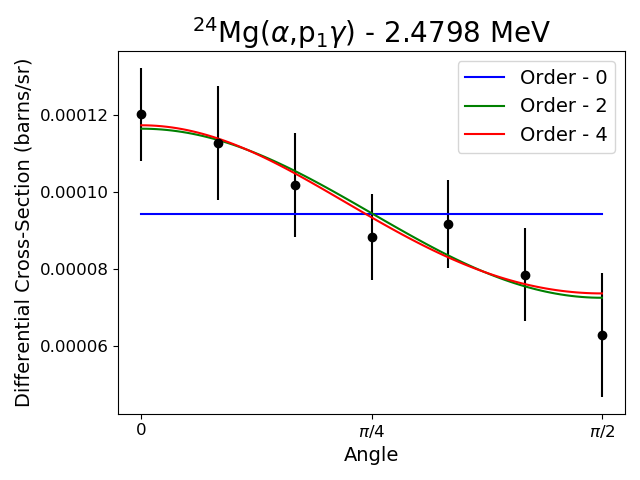 ²⁴Mg(α,p₁γ) - 2.4798 MeV
Differential Cross-Section (barns/sr)
0.00012
0.00010
0.00008
0.00006
Order - 0
Order - 2
Order - 4
0
π/4
π/2
Angle